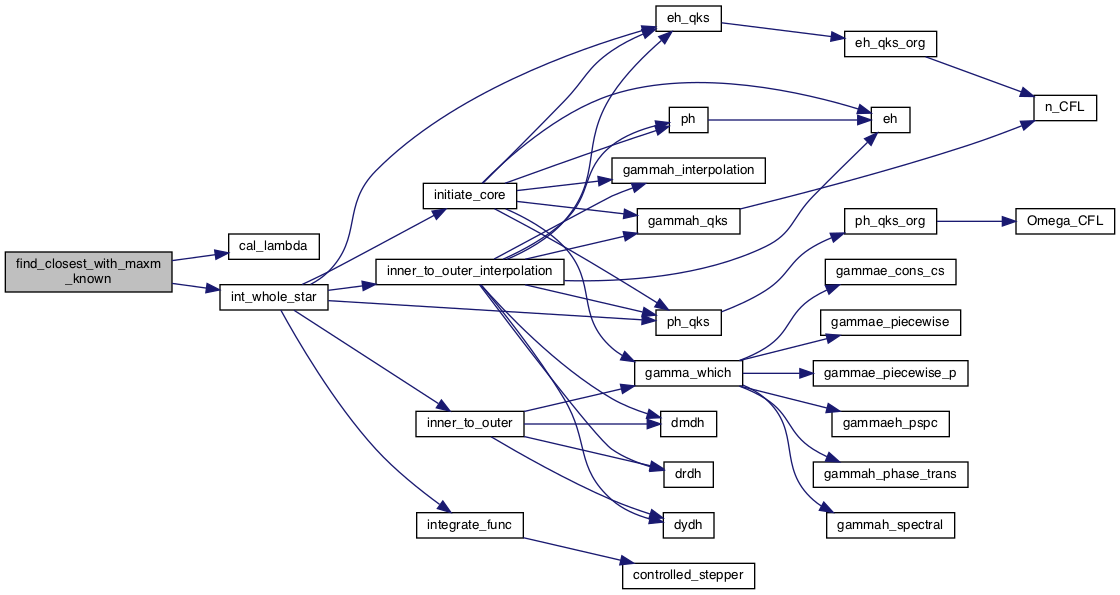 find_closest_with_maxm
_known
cal_lambda
int_whole_star
initiate_core
inner_to_outer_interpolation
inner_to_outer
integrate_func
eh_qks
ph
gammah_interpolation
gammah_qks
ph_qks
gamma_which
dmdh
drdh
dydh
controlled_stepper
eh_qks_org
eh
ph_qks_org
gammae_cons_cs
gammae_piecewise
gammae_piecewise_p
gammaeh_pspc
gammah_phase_trans
gammah_spectral
n_CFL
Omega_CFL